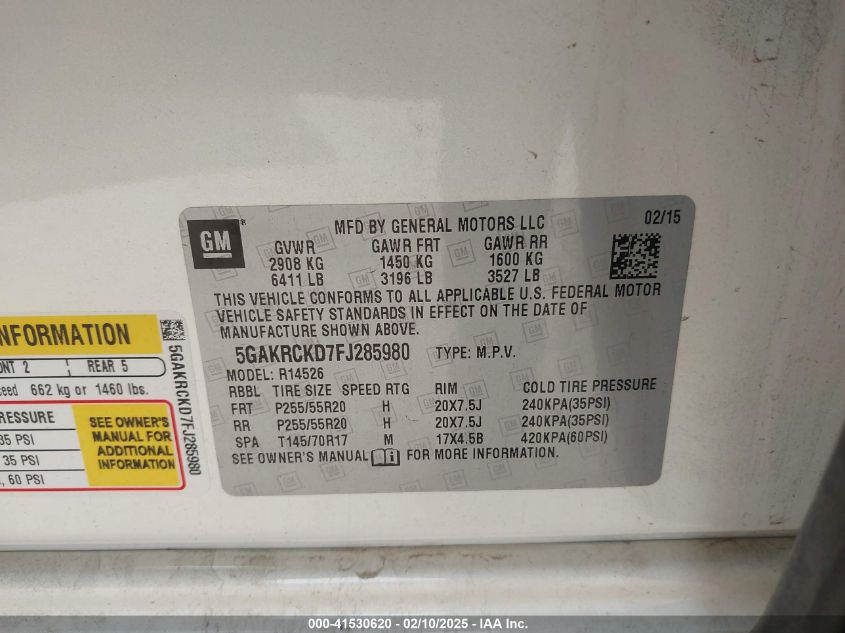 GM
MFD BY GENERAL MOTORS LLC 02/15
GVWR GAWR FRT GAWR RR
2908 KG 1450 KG 1600 KG
6411 LB 3196 LB 3527 LB
THIS VEHICLE CONFORMS TO ALL APPLICABLE U.S. FEDERAL MOTOR
VEHICLE SAFETY STANDARDS IN EFFECT ON THE DATE OF
MANUFACTURE SHOWN ABOVE.
5GAKRCKD7FJ285980 TYPE: M.P.V.
MODEL: R14526
RBBL TIRE SIZE SPEED RTG RIM COLD TIRE PRESSURE
FRT P255/55R20 H 20X7.5J 240KPA(35PSI)
RR P255/55R20 H 20X7.5J 240KPA(35PSI)
SPA T145/70R17 M 17X4.5B 420KPA(60PSI)
SEE OWNER'S MANUAL FOR MORE INFORMATION.
NFORMATION
NT 2 REAR 5
ceed 662 kg or 1460 lbs.
RESSURE
35 PSI
35 PSI
, 60 PSI
SEE OWNER'S
MANUAL FOR
ADDITIONAL
INFORMATION
5GAKRCKD7FJ285980
000-41530620 - 02/10/2025 - IAA Inc.